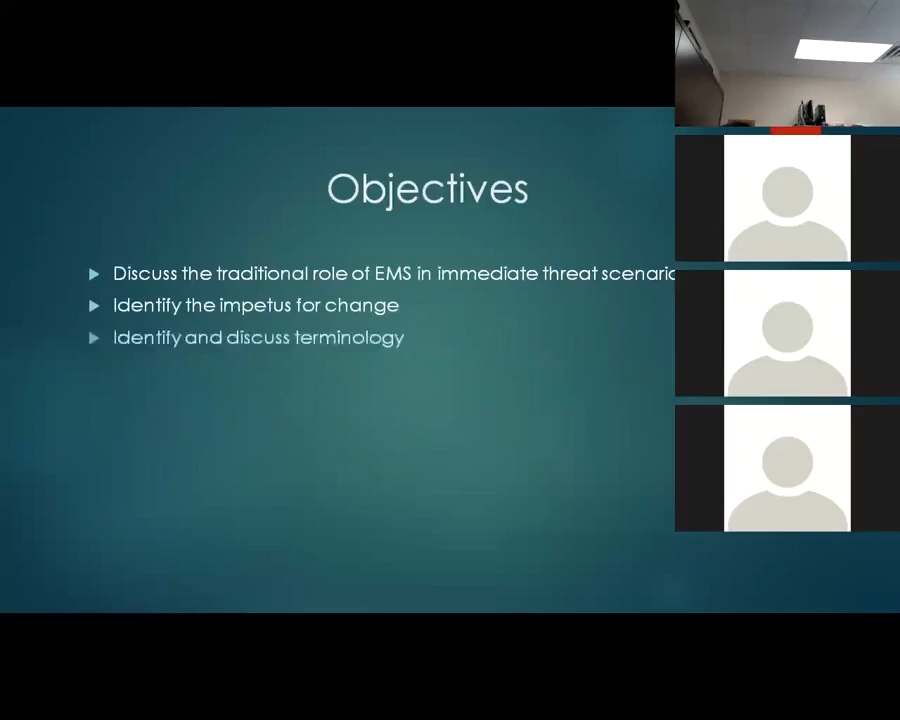 Objectives
Discuss the traditional role of EMS in immediate threat
Identify the impetus for change
Identify and discuss terminology